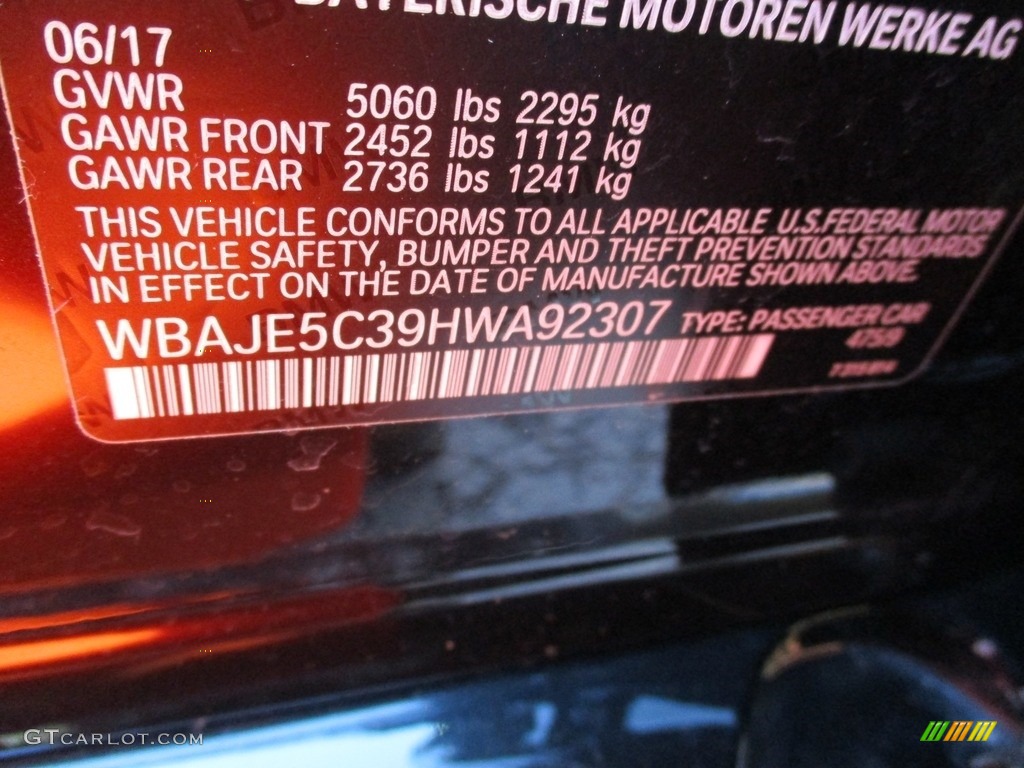 BAYERISCHE MOTOREN WERKE AG
06/17
GVWR 5060 lbs 2295 kg
GAWR FRONT 2452 lbs 1112 kg
GAWR REAR 2736 lbs 1241 kg
THIS VEHICLE CONFORMS TO ALL APPLICABLE U.S.FEDERAL MOTOR
VEHICLE SAFETY, BUMPER AND THEFT PREVENTION STANDARDS
IN EFFECT ON THE DATE OF MANUFACTURE SHOWN ABOVE.
WBAJE5C39HWA92307 TYPE: PASSENGER CAR
GTCARLOT.COM